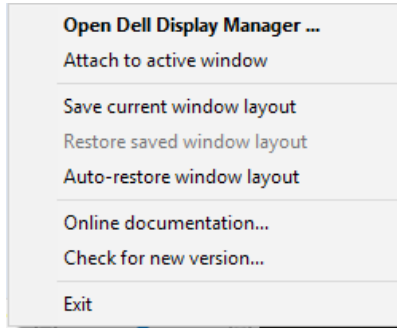 Open Dell Display Manager ...
Attach to active window
Save current window layout
Restore saved window layout
Auto-restore window layout
Online documentation...
Check for new version...
Exit